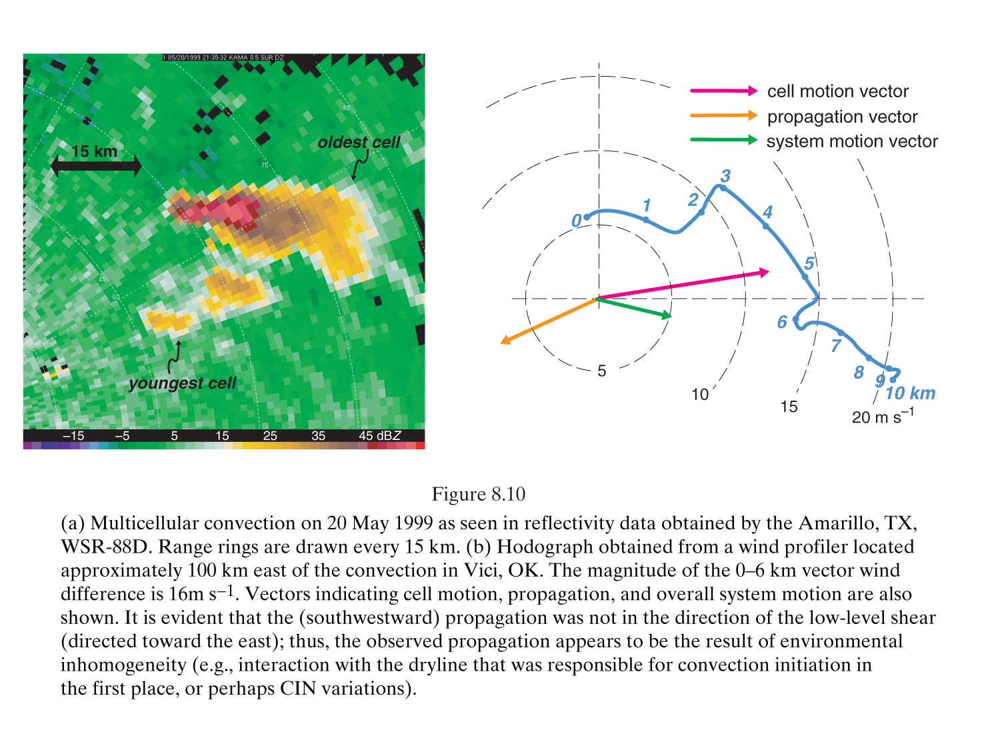 1 05/20/1999 21:35:32 KAMA 0.5 SUR DZ
90°
15 km
oldest cell
75°
60°
45°
60
youngest cell
–15 –5 5 15 25 35 45 dBZ
cell motion vector
propagation vector
system motion vector
0
1
2
3
4
5
6
7
8
9
10 km
5
10
15
20 m s–1
Figure 8.10
(a) Multicellular convection on 20 May 1999 as seen in reflectivity data obtained by the Amarillo, TX,
WSR-88D. Range rings are drawn every 15 km. (b) Hodograph obtained from a wind profiler located
approximately 100 km east of the convection in Vici, OK. The magnitude of the 0–6 km vector wind
difference is 16m s–1. Vectors indicating cell motion, propagation, and overall system motion are also
shown. It is evident that the (southwestward) propagation was not in the direction of the low-level shear
(directed toward the east); thus, the observed propagation appears to be the result of environmental
inhomogeneity (e.g., interaction with the dryline that was responsible for convection initiation in
the first place, or perhaps CIN variations).